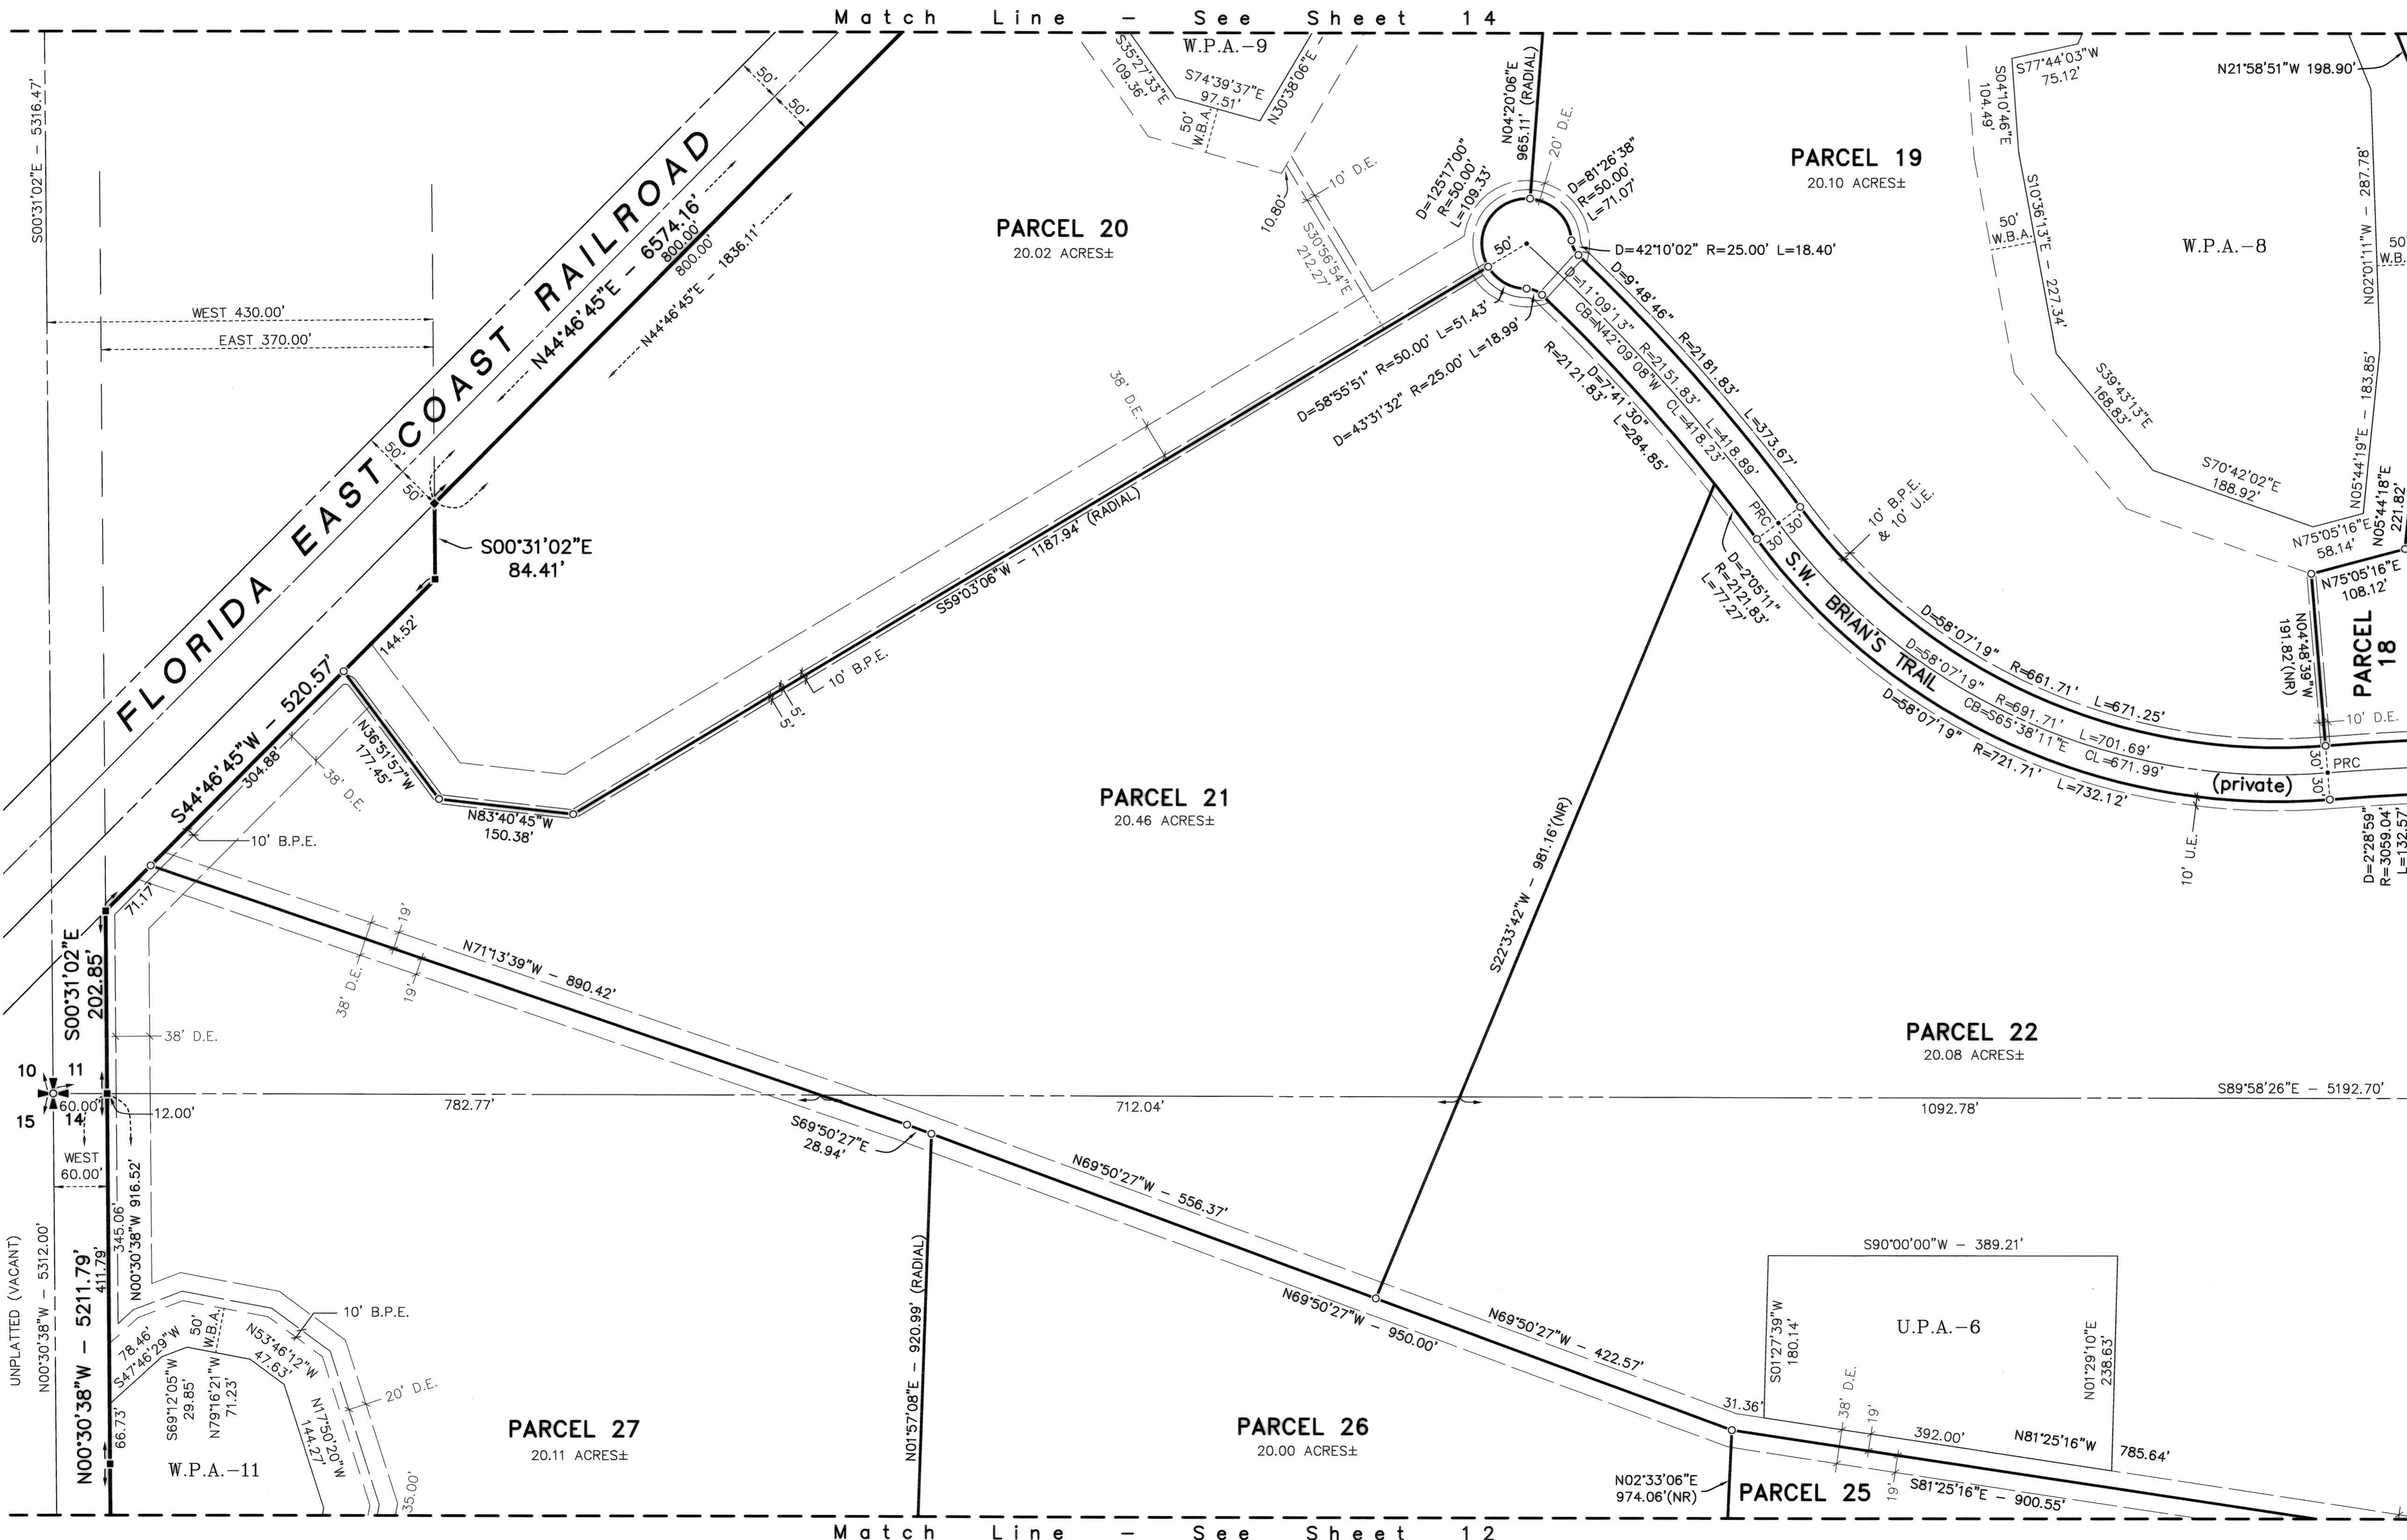 Match Line - See Sheet 14
S00°31'02"E - 5316.47'
50'
50'
FLORIDA EAST COAST RAILROAD
N44°46'45"E - 6574.16'
800.00'
800.00'
N44°46'45"E - 1836.11'
WEST 430.00'
EAST 370.00'
50'
50'
S00°31'02"E
84.41'
W.P.A.-9
S35°27'33"E
109.36'
S74°39'37"E
97.51'
N30°38'06"E
50'
W.B.A.
10.80'
10' D.E.
S30°56'54"E
212.27'
PARCEL 20
20.02 ACRES±
N04°20'06"E
965.11' (RADIAL)
20' D.E.
D=125°17'00"
R=50.00'
L=109.33'
D=81°26'38"
R=50.00'
L=71.07'
50'
D=42°10'02" R=25.00' L=18.40'
PARCEL 19
20.10 ACRES±
S77°44'03"W
75.12'
S04°10'46"E
104.49'
50'
W.B.A.
S10°36'13"E - 227.34'
W.P.A.-8
N21°58'51"W 198.90'
N02°01'11"W - 287.78'
50'
W.B.
S39°43'13"E
168.83'
S70°42'02"E
188.92'
N05°44'19"E - 183.85'
N75°05'16"E
58.14'
N05°44'18"E
221.82'
N75°05'16"E
108.12'
D=9°48'46" R=2181.83' L=373.67'
D=11°09'13" R=2151.83' L=418.89'
CB=N42°09'08"W CL=418.23'
D=7°41'30"
R=2121.83' L=284.85'
D=58°55'51" R=50.00' L=51.43'
D=43°31'32" R=25.00' L=18.99'
38' D.E.
S59°03'06"W - 1187.94' (RADIAL)
10' B.P.E.
5'
5'
PRC
30'
30'
10' B.P.E.
& 10' U.E.
D=2°05'11"
R=2121.83'
L=77.27'
S.W. BRIAN'S TRAIL
(private)
D=58°07'19" R=661.71' L=671.25'
D=58°07'19" R=691.71' L=701.69'
CB=S65°38'11"E CL=671.99'
D=58°07'19" R=721.71' L=732.12'
N04°48'39"W
191.82'(NR)
PARCEL
18
10' D.E.
30'
PRC
30'
10' U.E.
D=2°28'59"
R=3059.04'
L=132.57'
144.52'
S44°46'45"W - 520.57'
304.88'
38' D.E.
N36°51'57"W
177.45'
N83°40'45"W
150.38'
10' B.P.E.
71.17'
PARCEL 21
20.46 ACRES±
S22°33'42"W - 981.16'(NR)
S00°31'02"E
202.85'
38' D.E.
19'
19'
38' D.E.
N71°13'39"W - 890.42'
PARCEL 22
20.08 ACRES±
10
11
15
14
60.00'
12.00'
782.77'
712.04'
1092.78'
S89°58'26"E - 5192.70'
WEST
60.00'
S69°50'27"E
28.94'
N69°50'27"W - 556.37'
N69°50'27"W - 950.00'
N69°50'27"W - 422.57'
UNPLATTED (VACANT)
N00°30'38"W - 5312.00'
N00°30'38"W - 5211.79'
411.79'
345.06'
N00°30'38"W 916.52'
78.46'
S47°46'29"W
66.73'
S69°12'05"W
29.85'
50'
W.B.A.
N79°16'21"W
71.23'
N53°46'12"W
47.63'
10' B.P.E.
20' D.E.
N17°50'20"W
144.27'
35.00'
W.P.A.-11
PARCEL 27
20.11 ACRES±
N01°57'08"E - 920.99' (RADIAL)
PARCEL 26
20.00 ACRES±
S90°00'00"W - 389.21'
S01°27'39"W
180.14'
U.P.A.-6
N01°29'10"E
238.63'
31.36'
38' D.E.
19'
392.00'
N81°25'16"W
785.64'
19'
S81°25'16"E - 900.55'
N02°33'06"E
974.06'(NR)
PARCEL 25
Match Line - See Sheet 12